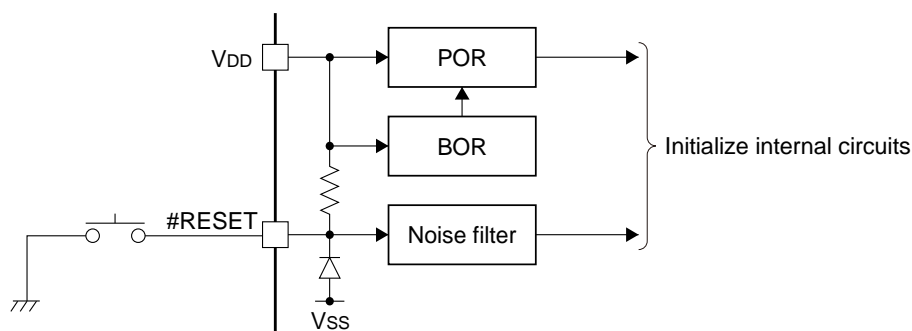 VDD
POR
BOR
Initialize internal circuits
#RESET
Noise filter
VSS